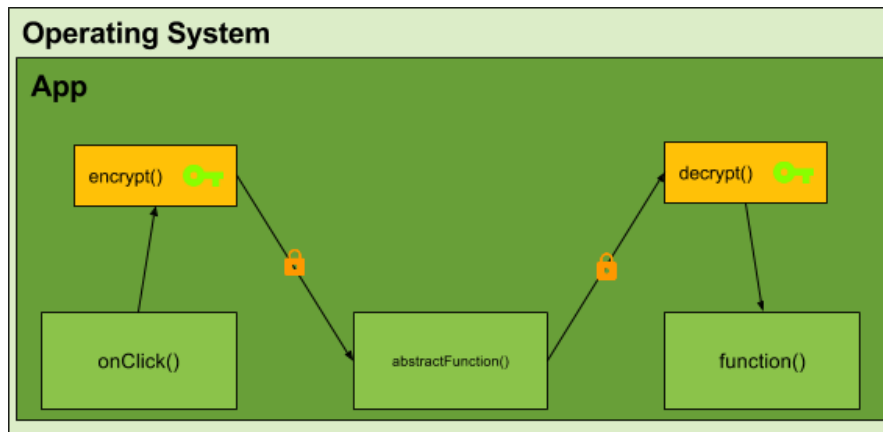 Operating System
App
encrypt()
decrypt()
onClick()
abstractFunction()
function()